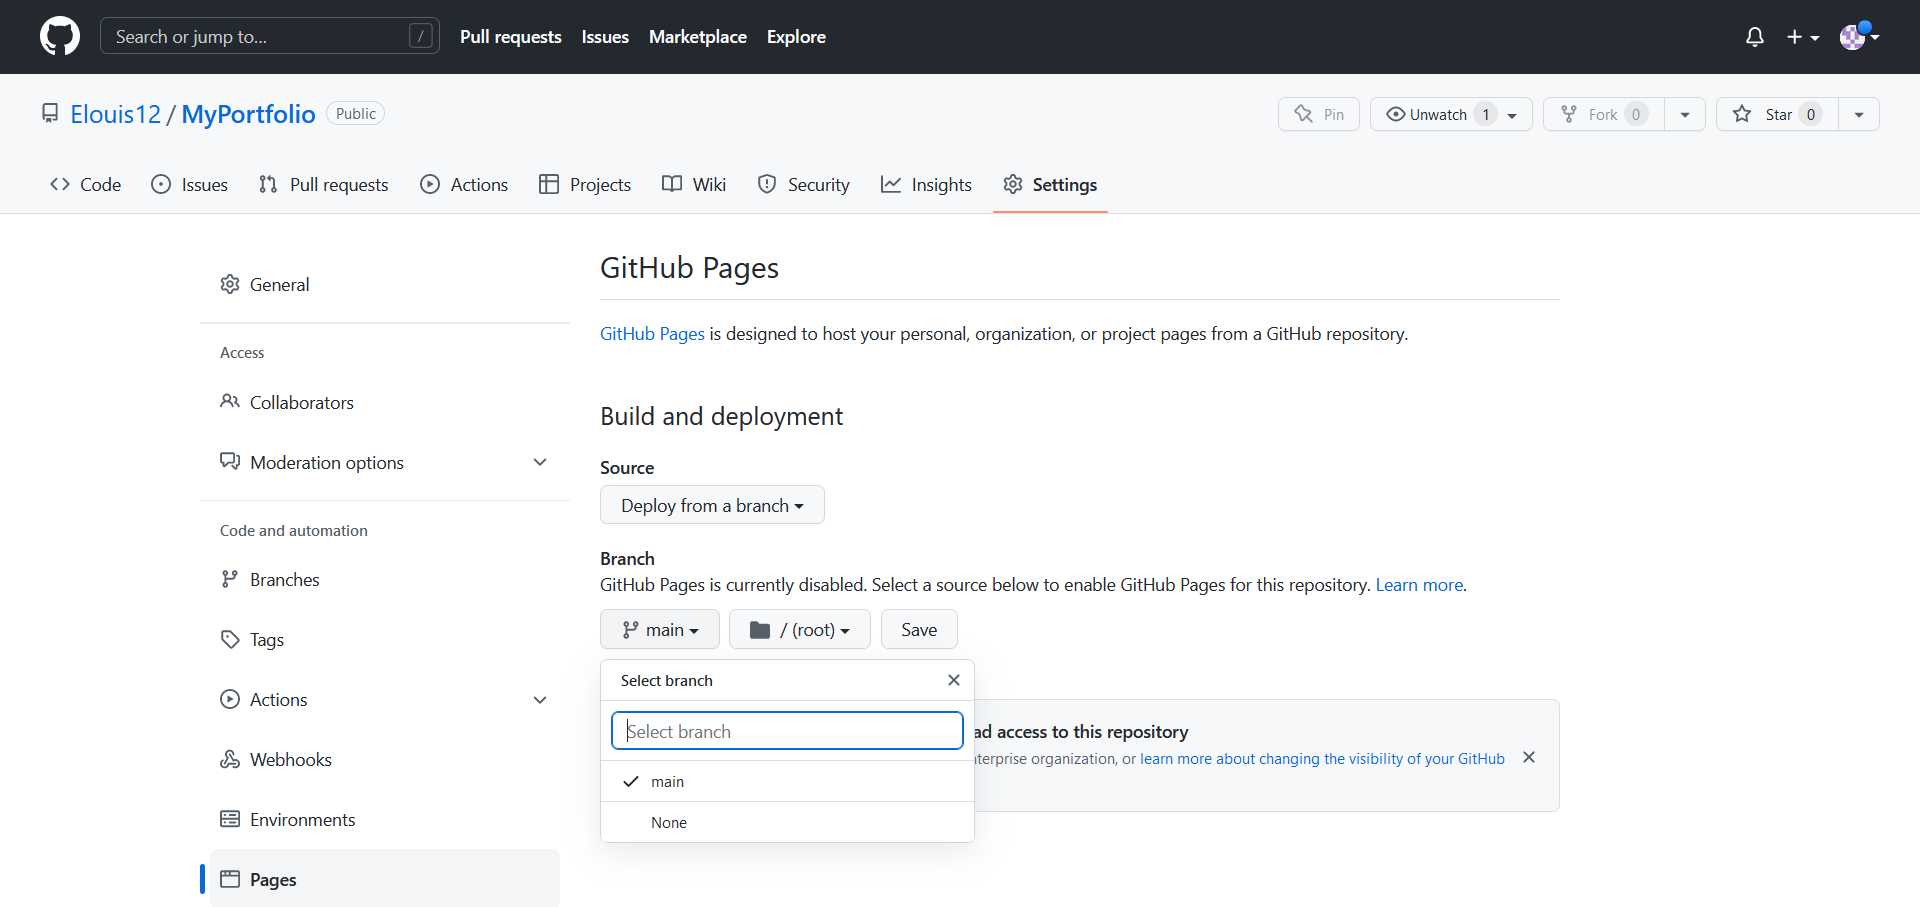 Search or jump to... /
Pull requests Issues Marketplace Explore
Elouis12 / MyPortfolio Public
Pin Unwatch 1 Fork 0 Star 0
Code Issues Pull requests Actions Projects Wiki Security Insights Settings
General
Access
Collaborators
Moderation options
Code and automation
Branches
Tags
Actions
Webhooks
Environments
Pages
GitHub Pages
GitHub Pages is designed to host your personal, organization, or project pages from a GitHub repository.
Build and deployment
Source
Deploy from a branch
Branch
GitHub Pages is currently disabled. Select a source below to enable GitHub Pages for this repository. Learn more.
main / (root) Save
Select branch
Select branch
main
None
access to this repository
organization, or learn more about changing the visibility of your GitHub